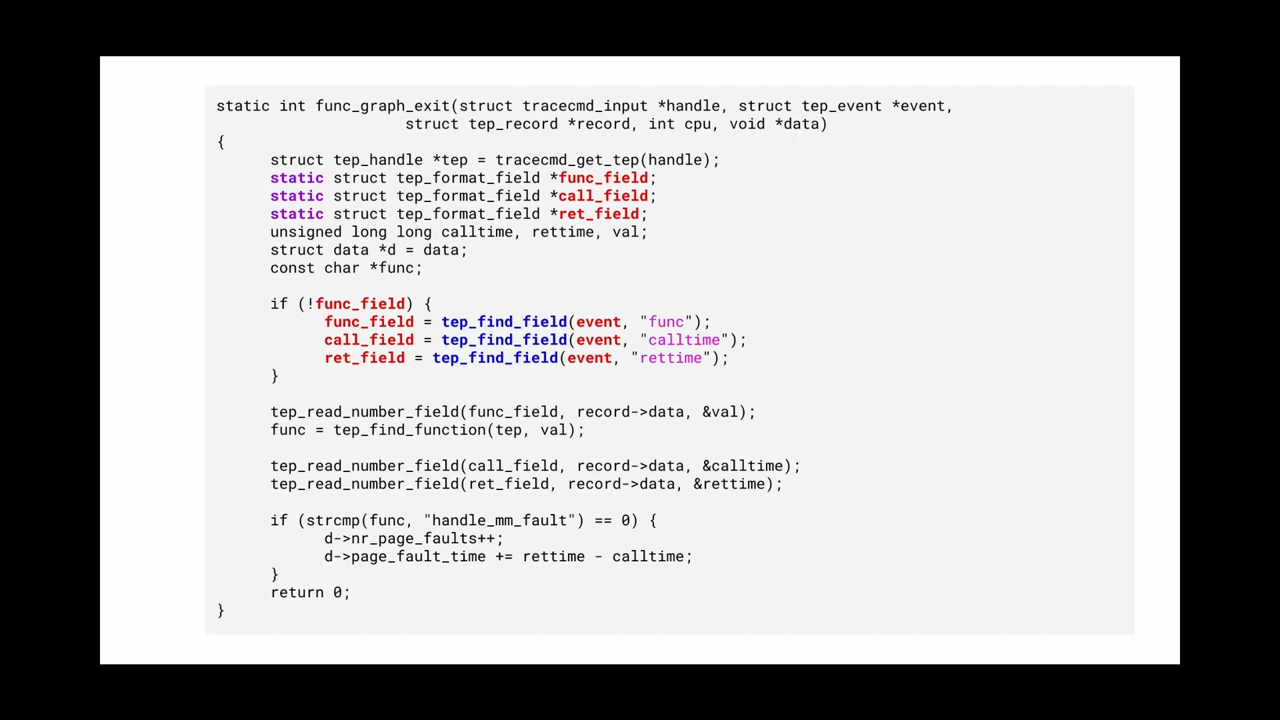 static int func_graph_exit(struct tracecmd_input *handle, struct tep_event *event,
struct tep_record *record, int cpu, void *data)
{
struct tep_handle *tep = tracecmd_get_tep(handle);
static struct tep_format_field *func_field;
static struct tep_format_field *call_field;
static struct tep_format_field *ret_field;
unsigned long long calltime, rettime, val;
struct data *d = data;
const char *func;
if (!func_field) {
func_field = tep_find_field(event, "func");
call_field = tep_find_field(event, "calltime");
ret_field = tep_find_field(event, "rettime");
}
tep_read_number_field(func_field, record->data, &val);
func = tep_find_function(tep, val);
tep_read_number_field(call_field, record->data, &calltime);
tep_read_number_field(ret_field, record->data, &rettime);
if (strcmp(func, "handle_mm_fault") == 0) {
d->nr_page_faults++;
d->page_fault_time += rettime - calltime;
}
return 0;
}